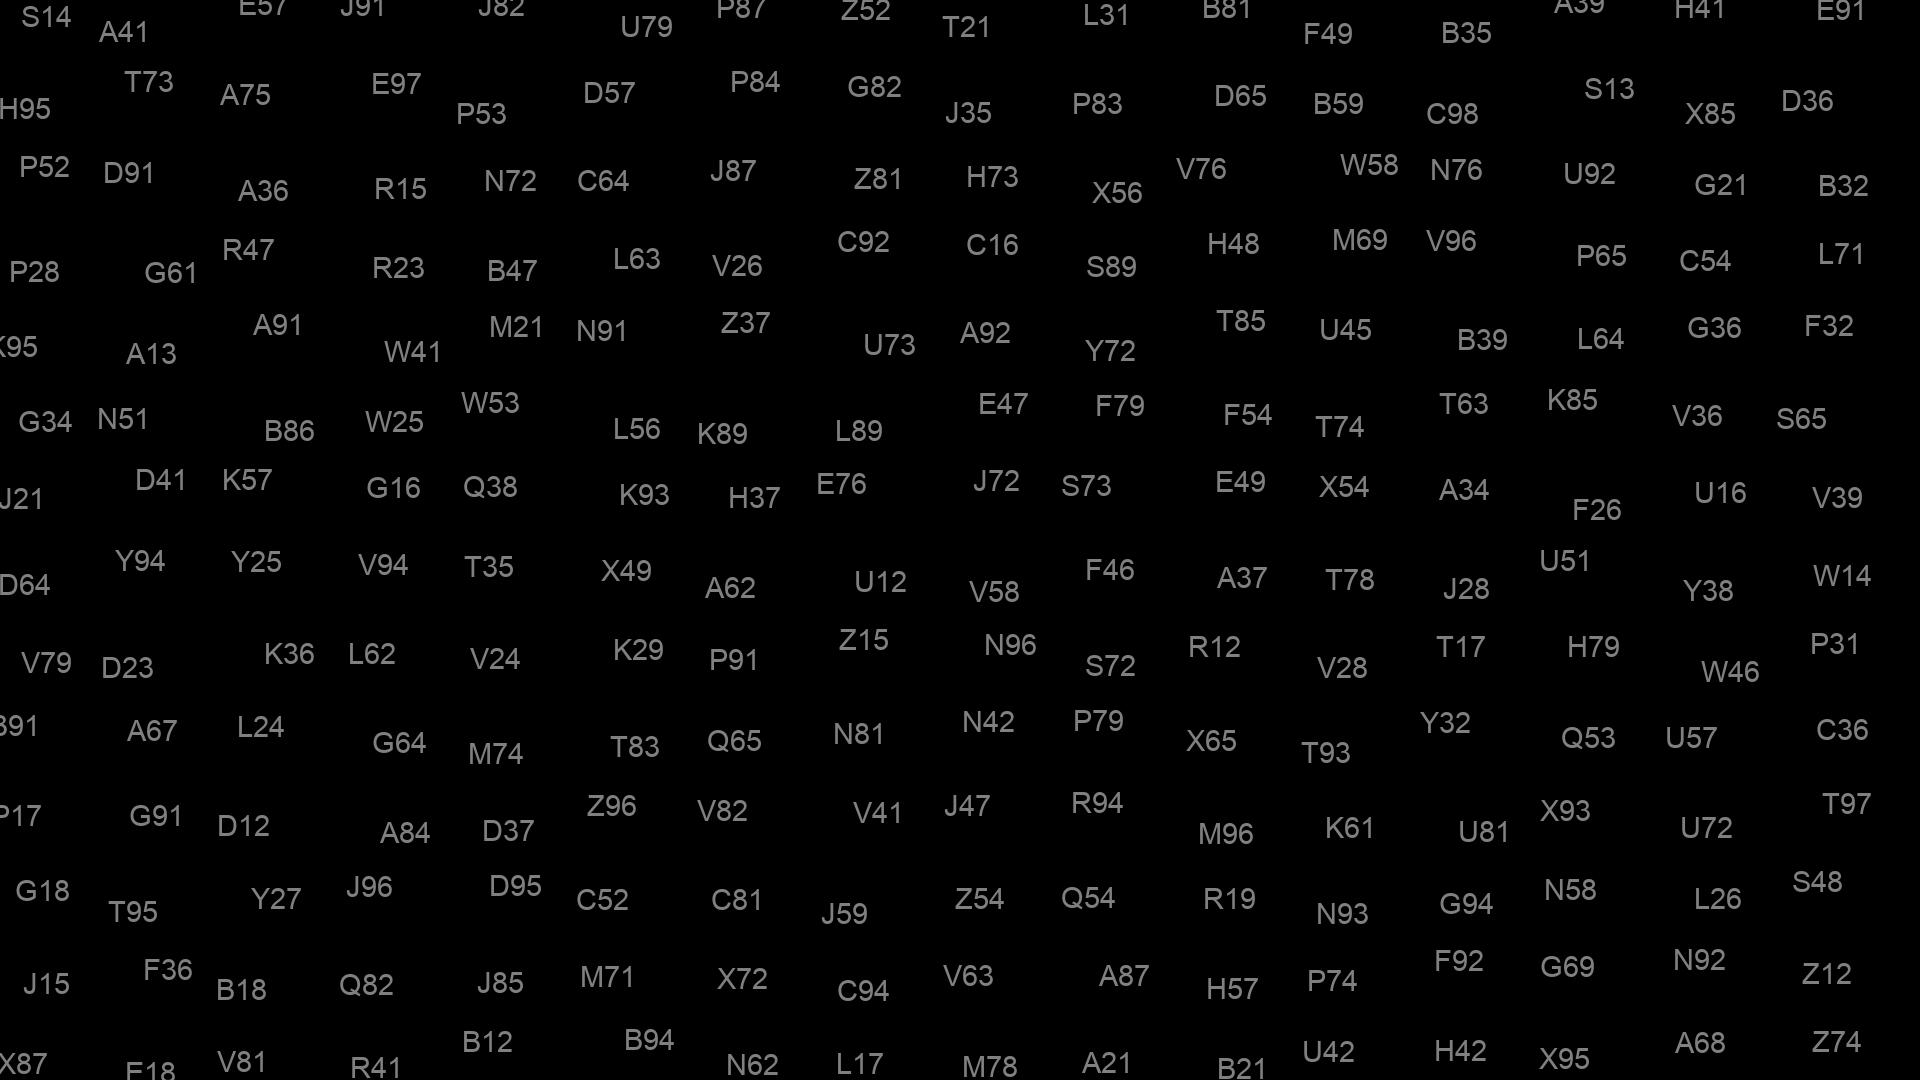 S14 A41 E57 J91 J82 U79 P87 Z52 T21 L31 B81 F49 B35 A39 H41 E91
H95 T73 A75 E97 P53 D57 P84 G82 J35 P83 D65 B59 C98 S13 X85 D36
P52 D91 A36 R15 N72 C64 J87 Z81 H73 X56 V76 W58 N76 U92 G21 B32
P28 G61 R47 R23 B47 L63 V26 C92 C16 S89 H48 M69 V96 P65 C54 L71
K95 A13 A91 W41 M21 N91 Z37 U73 A92 Y72 T85 U45 B39 L64 G36 F32
G34 N51 B86 W25 W53 L56 K89 L89 E47 F79 F54 T74 T63 K85 V36 S65
J21 D41 K57 G16 Q38 K93 H37 E76 J72 S73 E49 X54 A34 F26 U16 V39
D64 Y94 Y25 V94 T35 X49 A62 U12 V58 F46 A37 T78 J28 U51 Y38 W14
V79 D23 K36 L62 V24 K29 P91 Z15 N96 S72 R12 V28 T17 H79 W46 P31
B91 A67 L24 G64 M74 T83 Q65 N81 N42 P79 X65 T93 Y32 Q53 U57 C36
P17 G91 D12 A84 D37 Z96 V82 V41 J47 R94 M96 K61 U81 X93 U72 T97
G18 T95 Y27 J96 D95 C52 C81 J59 Z54 Q54 R19 N93 G94 N58 L26 S48
J15 F36 B18 Q82 J85 M71 X72 C94 V63 A87 H57 P74 F92 G69 N92 Z12
X87 V81 R41 B12 B94 N62 L17 M78 A21 B21 U42 H42 X95 A68 Z74